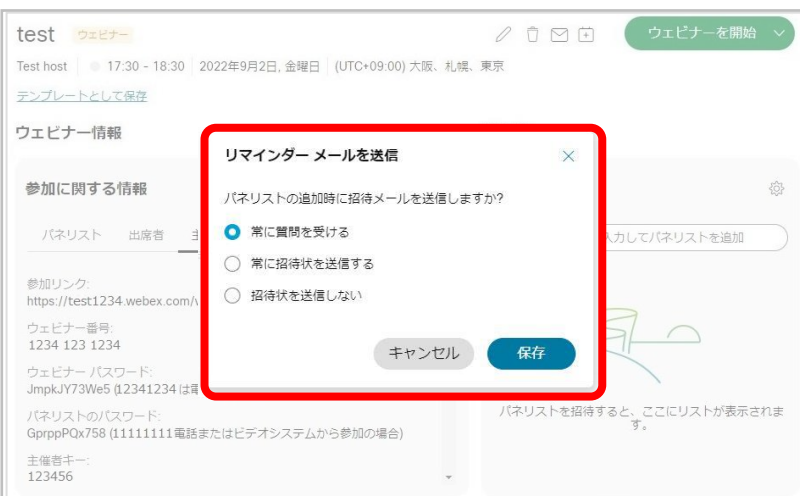 test ウェビナー
ウェビナーを開始
Test host 17:30 - 18:30 2022年9月2日, 金曜日 (UTC+09:00) 大阪、札幌、東京
テンプレートとして保存
ウェビナー情報
リマインダー メールを送信
パネリストの追加時に招待メールを送信しますか?
常に質問を受ける
常に招待状を送信する
招待状を送信しない
キャンセル
保存
参加に関する情報
パネリスト 出席者
入力してパネリストを追加
参加リンク:
https://test1234.webex.com/
ウェビナー番号:
1234 123 1234
ウェビナー パスワード:
JmpkJY73We5 (12341234 は
パネリストのパスワード:
GprppPQx758 (11111111電話またはビデオシステムから参加の場合)
主催者キー:
123456
パネリストを招待すると、ここにリストが表示されま
す。